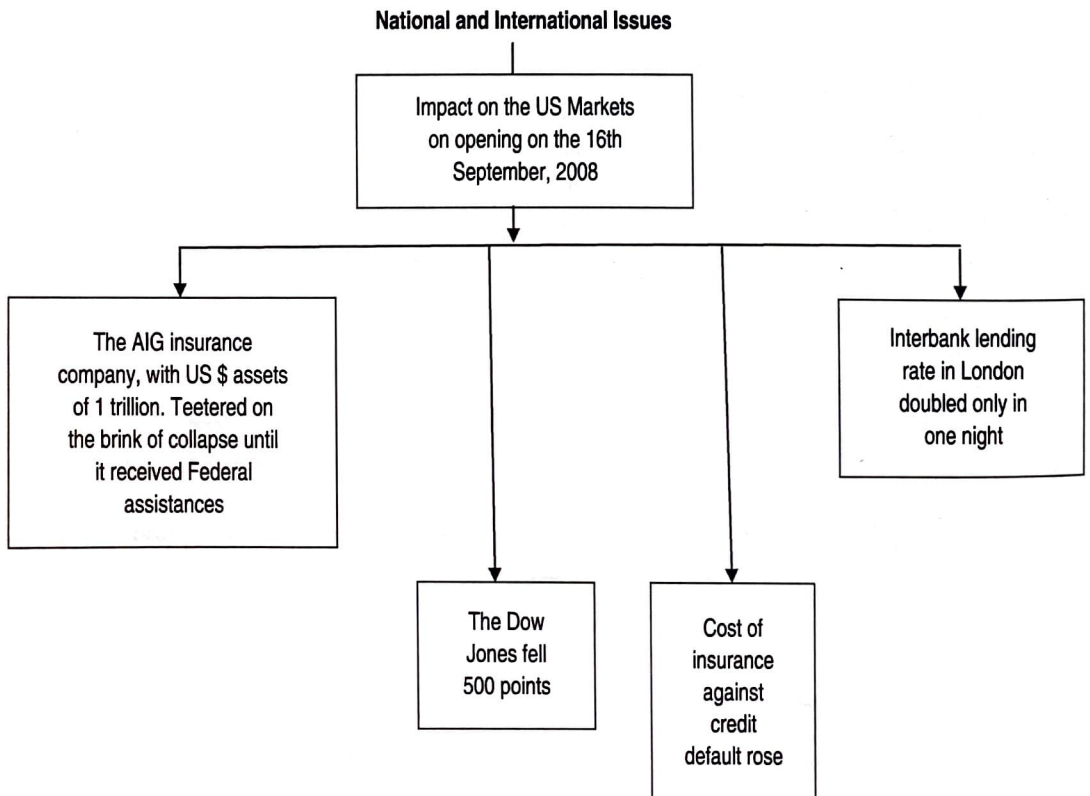 National and International Issues
Impact on the US Markets
on opening on the 16th
September, 2008
The AIG insurance
company, with US $ assets
of 1 trillion. Teetered on
the brink of collapse until
it received Federal
assistances
Interbank lending
rate in London
doubled only in
one night
The Dow
Jones fell
500 points
Cost of
insurance
against
credit
default rose